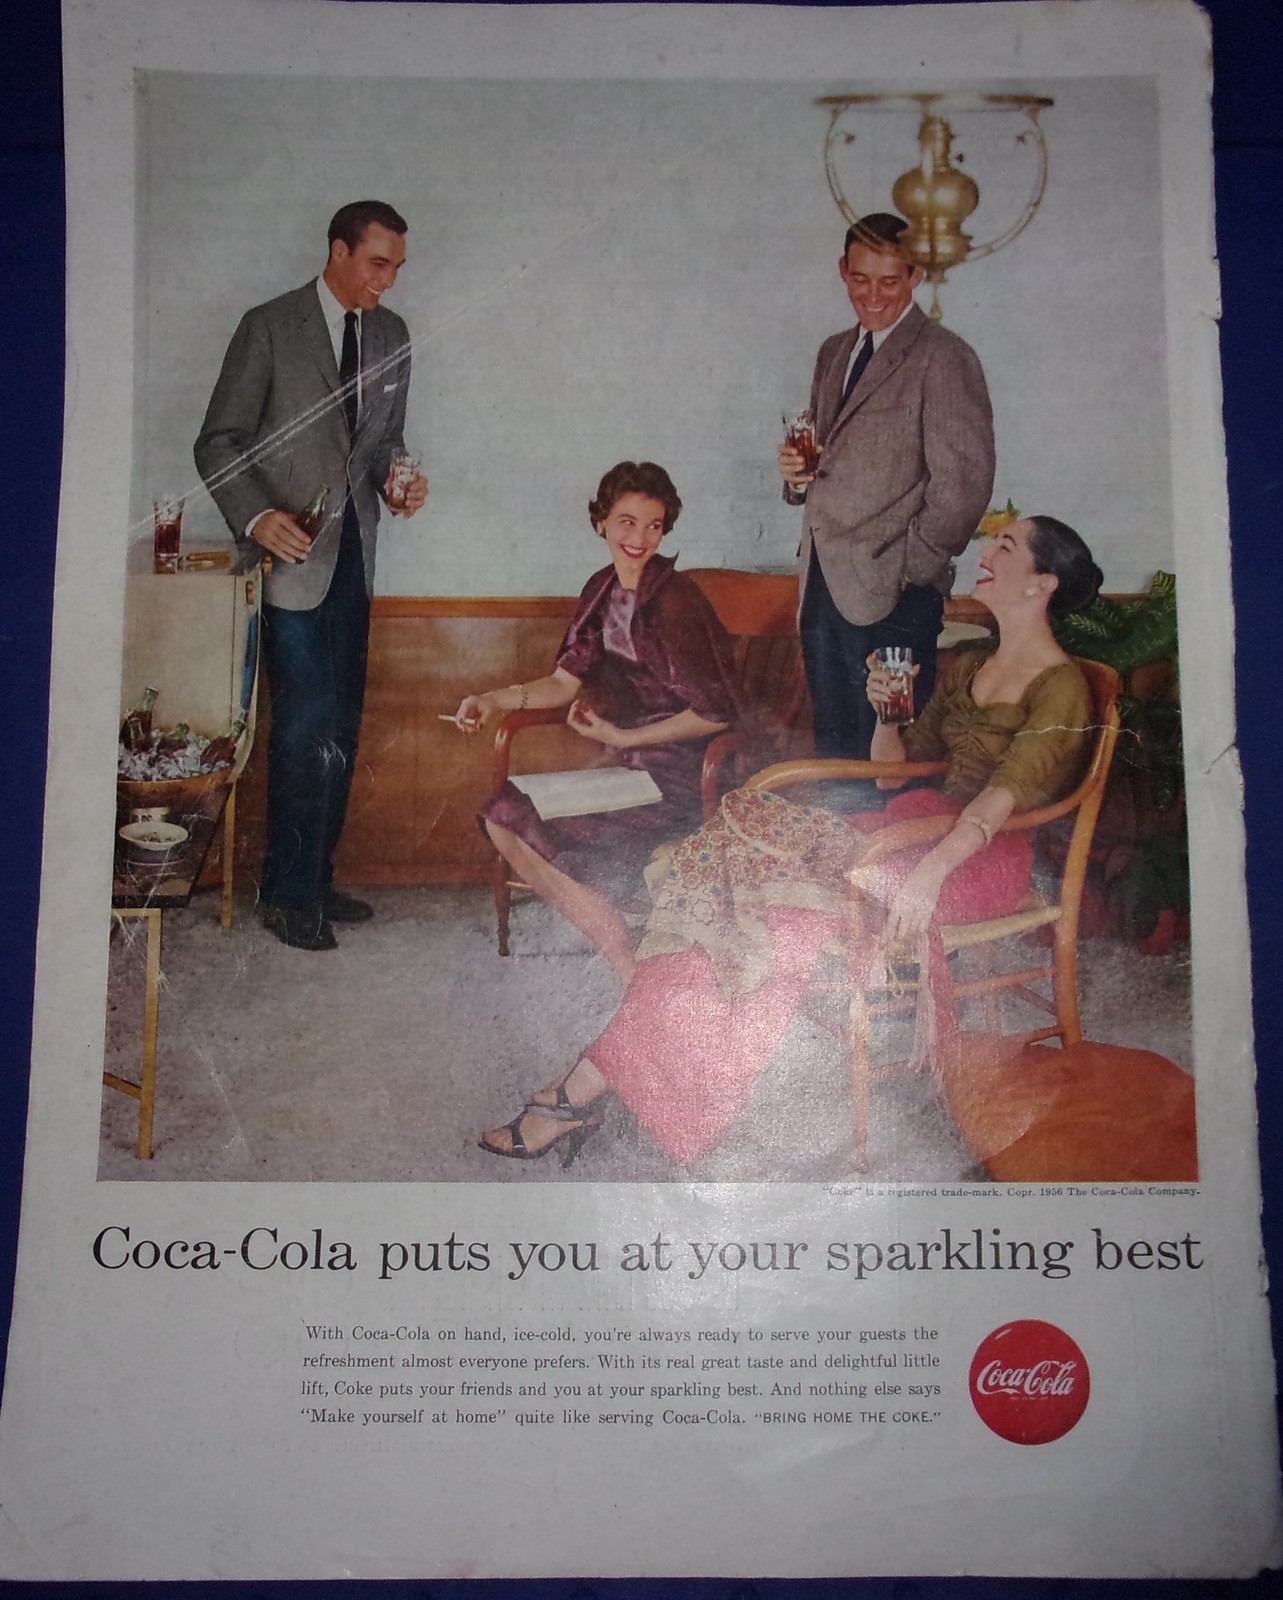 "Coke" is a registered trade-mark. Copr. 1956 The Coca-Cola Company.
Coca-Cola puts you at your sparkling best
With Coca-Cola on hand, ice-cold, you're always ready to serve your guests the
refreshment almost everyone prefers. With its real great taste and delightful little
lift, Coke puts your friends and you at your sparkling best. And nothing else says
"Make yourself at home" quite like serving Coca-Cola. "BRING HOME THE COKE."
Coca-Cola